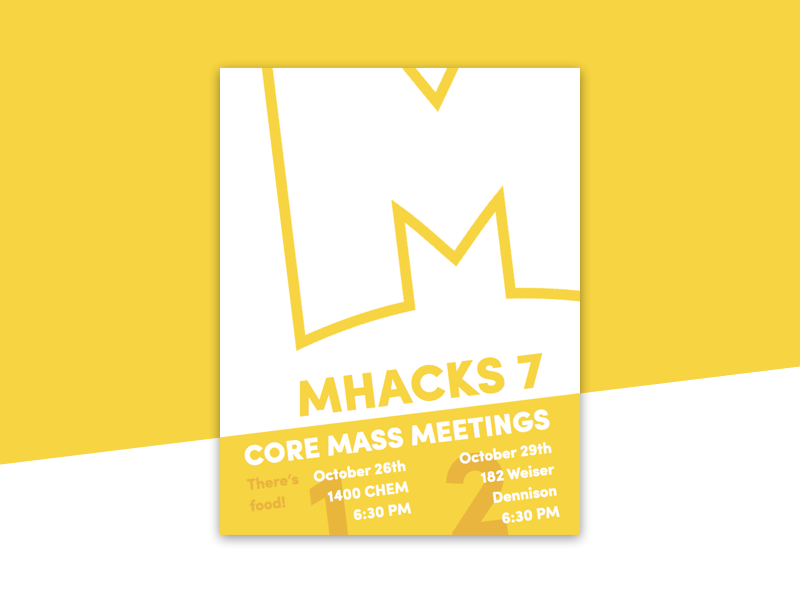 MHACKS 7
CORE MASS MEETINGS
There's
food!
1
October 26th
1400 CHEM
6:30 PM
2
October 29th
182 Weiser
Dennison
6:30 PM